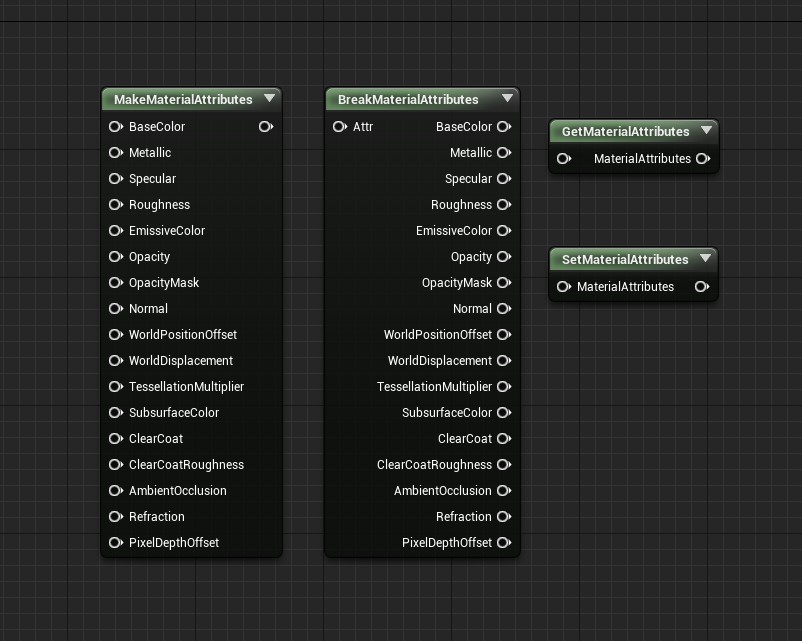 MakeMaterialAttributes
BaseColor
Metallic
Specular
Roughness
EmissiveColor
Opacity
OpacityMask
Normal
WorldPositionOffset
WorldDisplacement
TessellationMultiplier
SubsurfaceColor
ClearCoat
ClearCoatRoughness
AmbientOcclusion
Refraction
PixelDepthOffset
BreakMaterialAttributes
Attr BaseColor
Metallic
Specular
Roughness
EmissiveColor
Opacity
OpacityMask
Normal
WorldPositionOffset
WorldDisplacement
TessellationMultiplier
SubsurfaceColor
ClearCoat
ClearCoatRoughness
AmbientOcclusion
Refraction
PixelDepthOffset
GetMaterialAttributes
MaterialAttributes
SetMaterialAttributes
MaterialAttributes